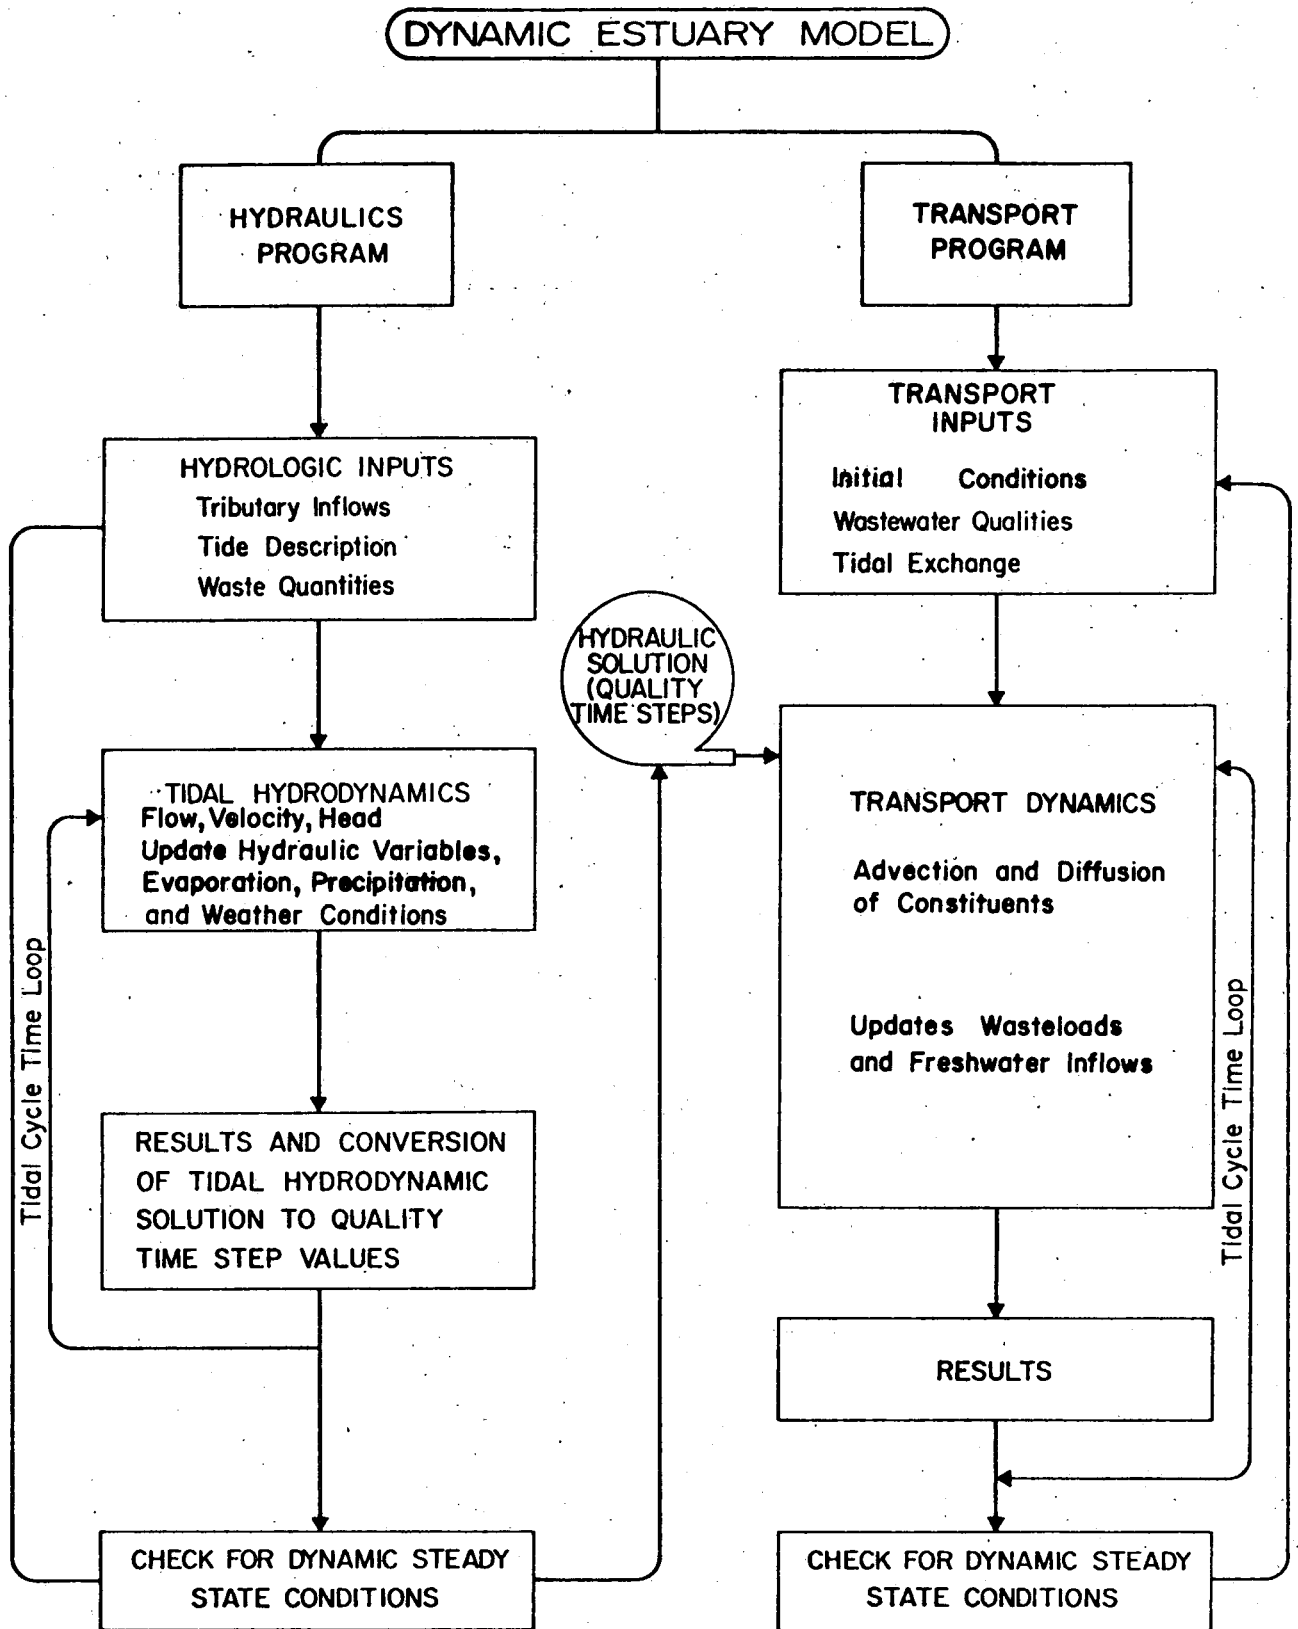 DYNAMIC ESTUARY MODEL
HYDRAULICS
PROGRAM
HYDROLOGIC INPUTS
Tributary Inflows
Tide Description
Waste Quantities
TIDAL HYDRODYNAMICS
Flow, Velocity, Head
Update Hydraulic Variables,
Evaporation, Precipitation,
and Weather Conditions
Tidal Cycle Time Loop
RESULTS AND CONVERSION
OF TIDAL HYDRODYNAMIC
SOLUTION TO QUALITY
TIME STEP VALUES
CHECK FOR DYNAMIC STEADY
STATE CONDITIONS
HYDRAULIC
SOLUTION
(QUALITY
TIME STEPS)
TRANSPORT
PROGRAM
TRANSPORT
INPUTS
Initial Conditions
Wastewater Qualities
Tidal Exchange
TRANSPORT DYNAMICS
Advection and Diffusion
of Constituents
Updates Wasteloads
and Freshwater Inflows
Tidal Cycle Time Loop
RESULTS
CHECK FOR DYNAMIC STEADY
STATE CONDITIONS